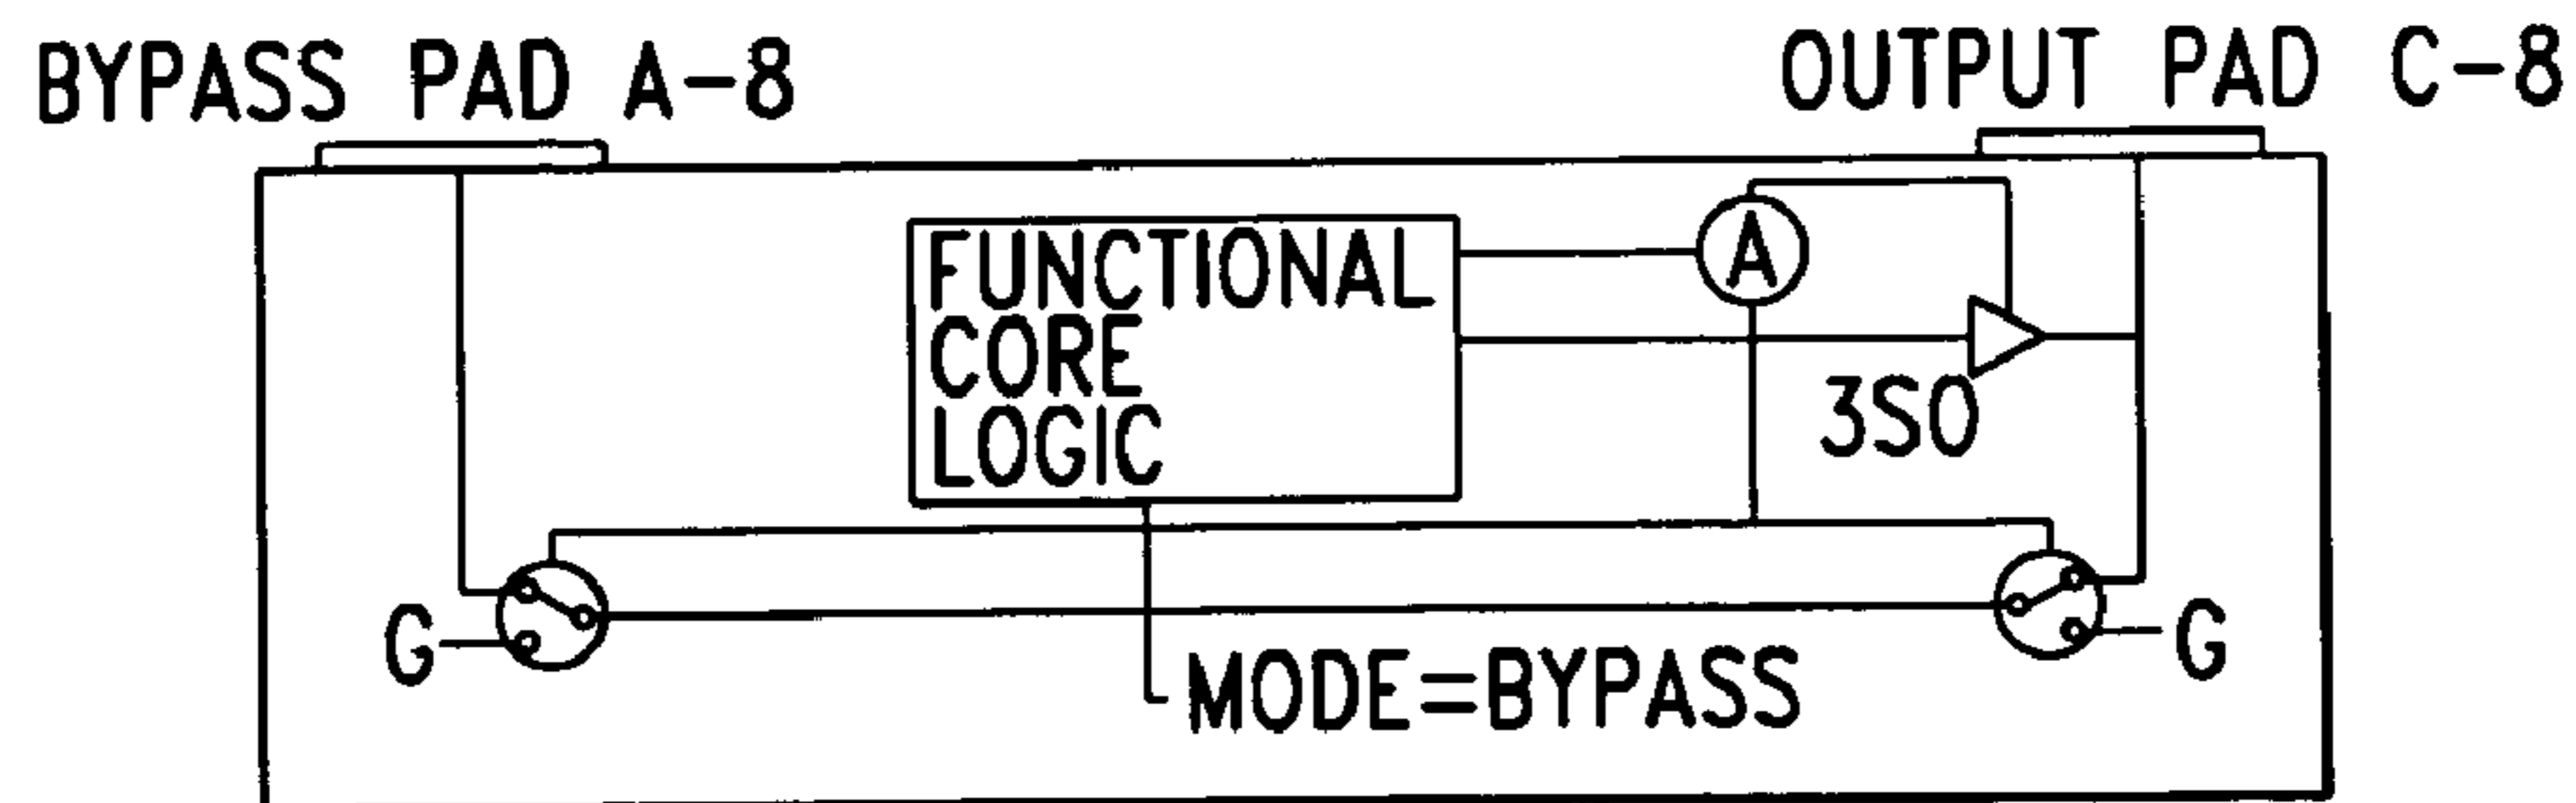 BYPASS PAD A-8
OUTPUT PAD C-8
FUNCTIONAL
CORE
LOGIC
A
3SO
G
G
MODE=BYPASS